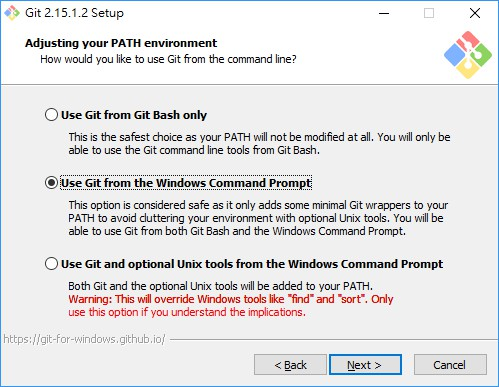 Git 2.15.1.2 Setup
Adjusting your PATH environment
How would you like to use Git from the command line?
Use Git from Git Bash only
This is the safest choice as your PATH will not be modified at all. You will only be
able to use the Git command line tools from Git Bash.
Use Git from the Windows Command Prompt
This option is considered safe as it only adds some minimal Git wrappers to your
PATH to avoid cluttering your environment with optional Unix tools. You will be
able to use Git from both Git Bash and the Windows Command Prompt.
Use Git and optional Unix tools from the Windows Command Prompt
Both Git and the optional Unix tools will be added to your PATH.
Warning: This will override Windows tools like "find" and "sort". Only
use this option if you understand the implications.
https://git-for-windows.github.io/
< Back Next > Cancel